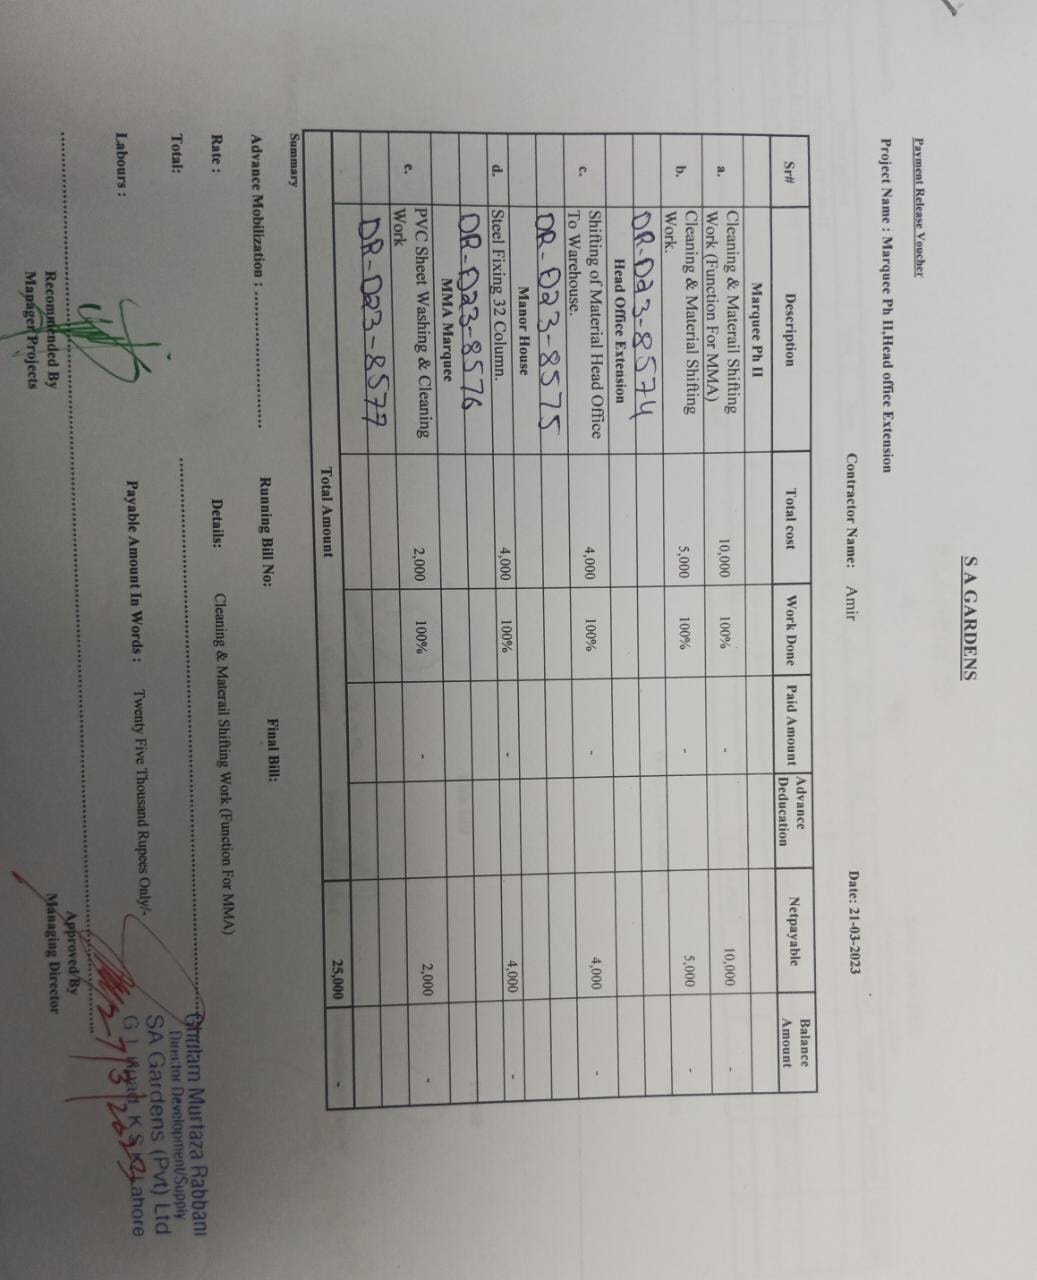 S A GARDENS
Payment Release Voucher
Contractor Name: Amir Date: 21-03-2023
Project Name : Marquee Ph II,Head office Extension
Sr# Description Total cost Work Done Paid Amount Advance Deducation Netpayable Balance Amount
Marquee Ph II
a. Cleaning & Materail Shifting Work (Function For MMA) 10,000 100% - 10,000 -
b. Cleaning & Material Shifting Work. 5,000 100% - 5,000 -
DR-D23-8574
Head Office Extension
c. Shifting of Material Head Office To Warehouse. 4,000 100% - 4,000 -
DR-D23-8575
Manor House
d. Steel Fixing 32 Column. 4,000 100% - 4,000 -
DR-D23-8576
MMA Marquee
e. PVC Sheet Washing & Cleaning Work 2,000 100% - 2,000 -
DR-D23-8577
Total Amount 25,000 -
Summary
Advance Mobilization : .............................. Running Bill No: Final Bill:
Rate : Details: Cleaning & Materail Shifting Work (Function For MMA)
Total:
Labours : Payable Amount In Words : Twenty Five Thousand Rupees Only/-
Recommended By
Manager Projects
Approved By
Managing Director
Ghulam Murtaza Rabbani
Director Development/Supply
SA Gardens (Pvt) Ltd
Lahore